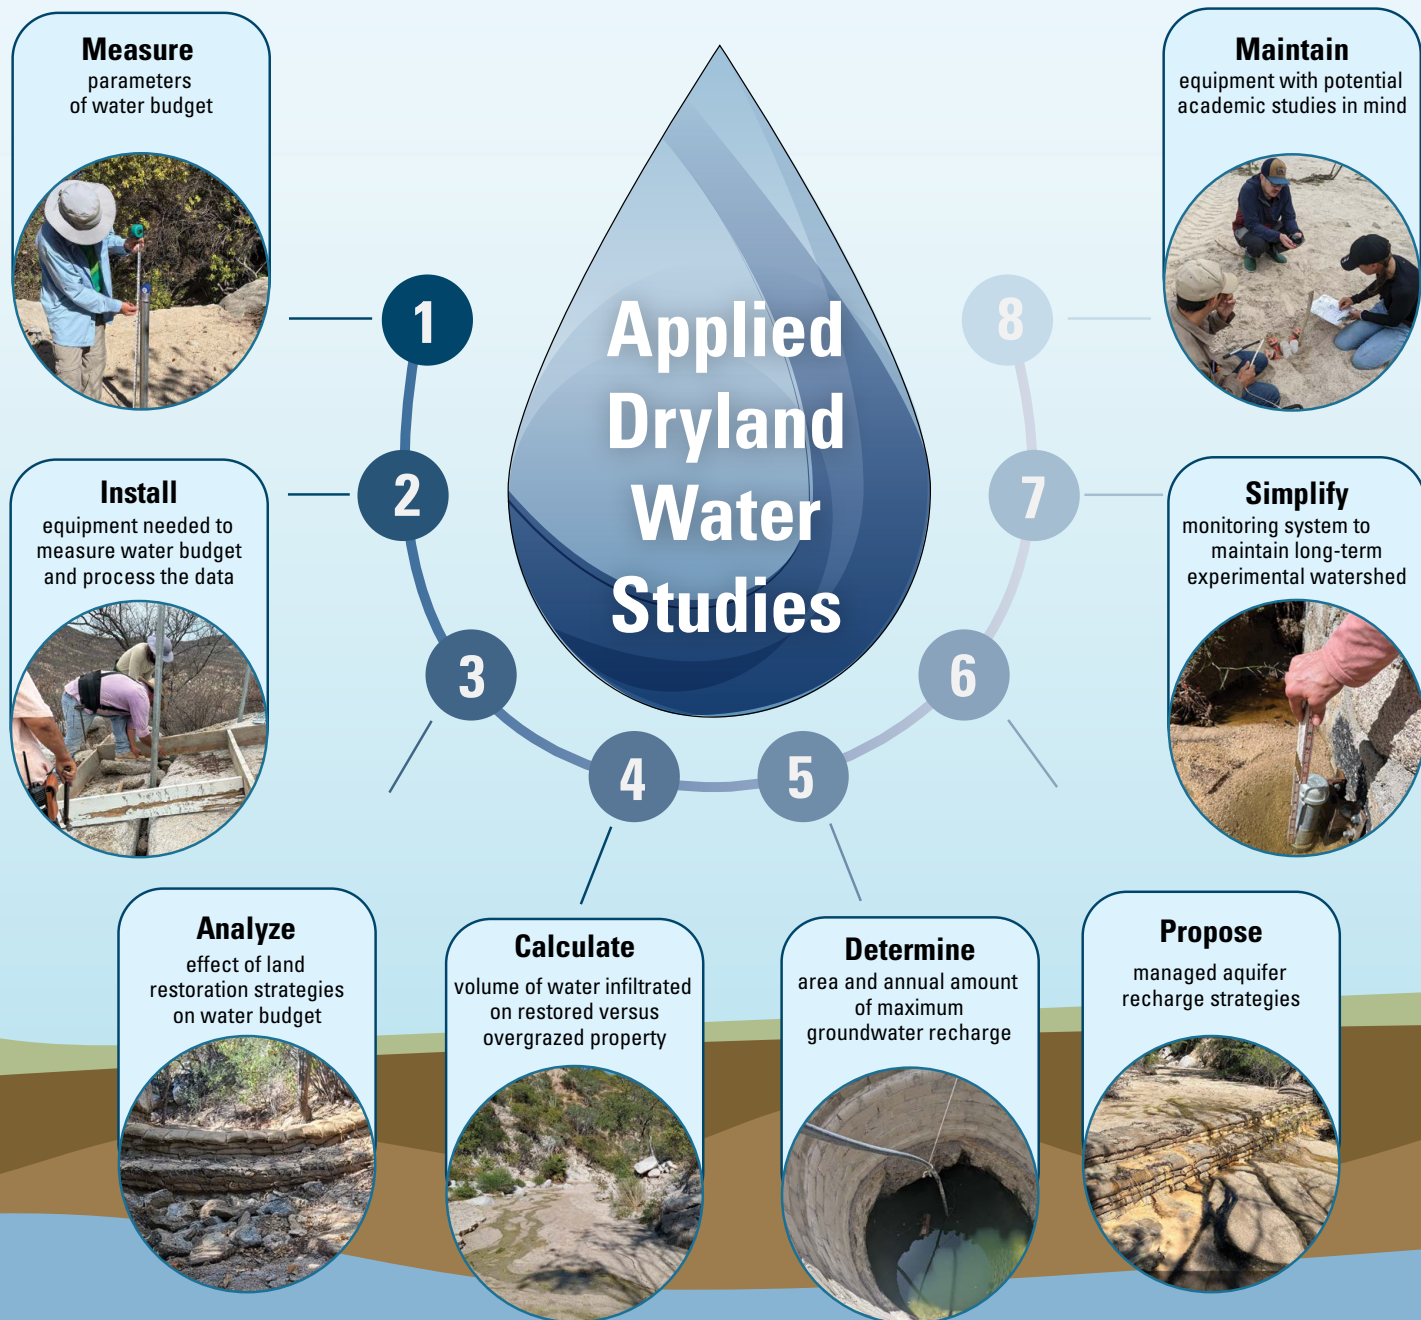 Applied
Dryland
Water
Studies
1
Measure
parameters
of water budget
2
Install
equipment needed to
measure water budget
and process the data
3
Analyze
effect of land
restoration strategies
on water budget
4
Calculate
volume of water infiltrated
on restored versus
overgrazed property
5
Determine
area and annual amount
of maximum
groundwater recharge
6
Propose
managed aquifer
recharge strategies
7
Simplify
monitoring system to
maintain long-term
experimental watershed
8
Maintain
equipment with potential
academic studies in mind